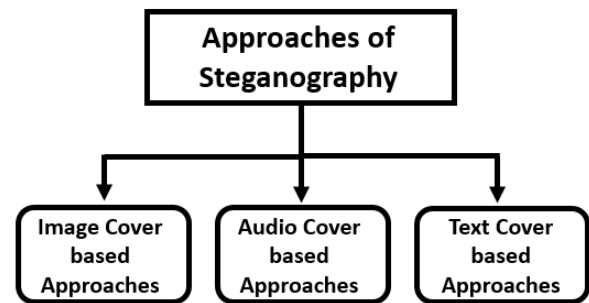 Approaches of
Steganography
Image Cover
based
Approaches
Audio Cover
based
Approaches
Text Cover
based
Approaches